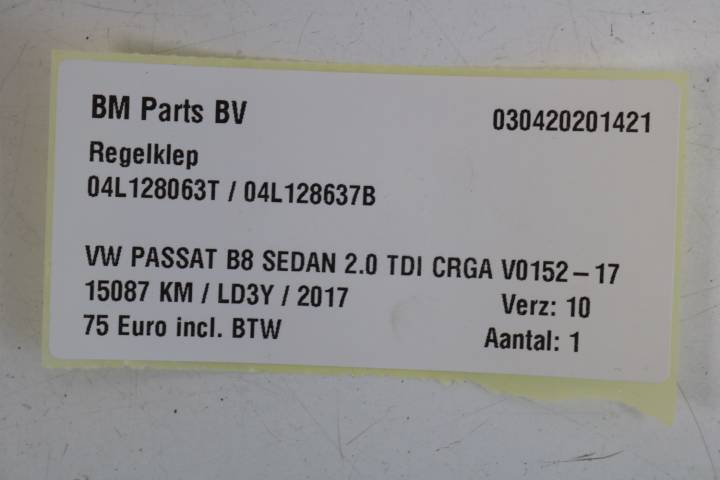 BM Parts BV 030420201421
Regelklep
04L128063T / 04L128637B
VW PASSAT B8 SEDAN 2.0 TDI CRGA V0152-17
15087 KM / LD3Y / 2017 Verz: 10
75 Euro incl. BTW Aantal: 1